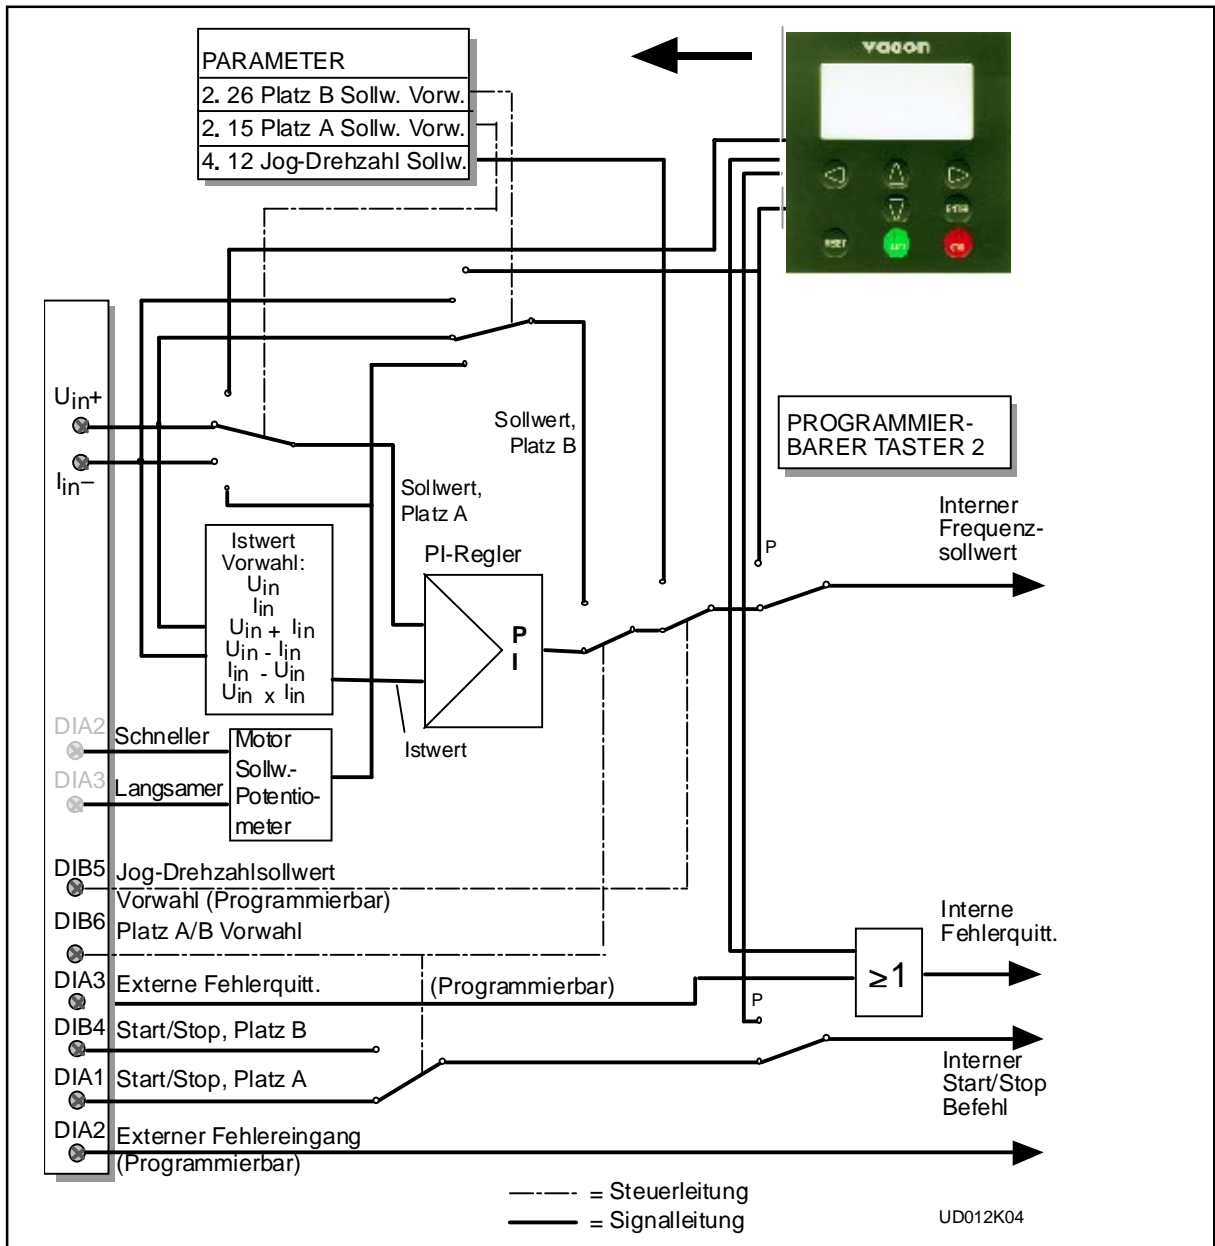 vacon
PARAMETER
2. 26 Platz B Sollw. Vorw.
2. 15 Platz A Sollw. Vorw.
4. 12 Jog-Drehzahl Sollw.
RESET
ENTER
Uin+
Iin–
Sollwert,
Platz B
PROGRAMMIER-
BARER TASTER 2
Sollwert,
Platz A
Interner
Frequenz-
sollwert
P
Istwert
Vorwahl:
Uin
Iin
Uin + Iin
Uin - Iin
Iin - Uin
Uin x Iin
PI-Regler
P
I
Istwert
DIA2
Schneller
DIA3
Langsamer
Motor
Sollw.-
Potentio-
meter
DIB5
Jog-Drehzahlsollwert
Vorwahl (Programmierbar)
DIB6
Platz A/B Vorwahl
DIA3
Externe Fehlerquitt.
(Programmierbar)
≥1
Interne
Fehlerquitt.
P
DIB4
Start/Stop, Platz B
DIA1
Start/Stop, Platz A
Interner
Start/Stop
Befehl
DIA2
Externer Fehlereingang
(Programmierbar)
= Steuerleitung
= Signalleitung
UD012K04